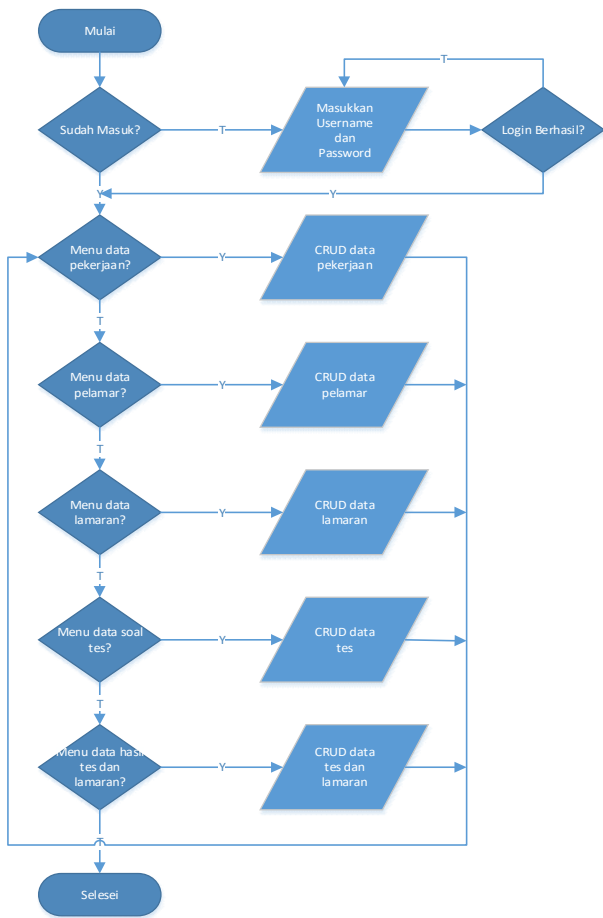 Mulai
T
Sudah Masuk?
T
Masukkan
Username
dan
Password
Login Berhasil?
Y
Y
Menu data
pekerjaan?
Y
CRUD data
pekerjaan
T
Menu data
pelamar?
Y
CRUD data
pelamar
T
Menu data
lamaran?
Y
CRUD data
lamaran
T
Menu data soal
tes?
Y
CRUD data
tes
T
Menu data hasil
tes dan
lamaran?
Y
CRUD data
tes dan
lamaran
T
Selesei